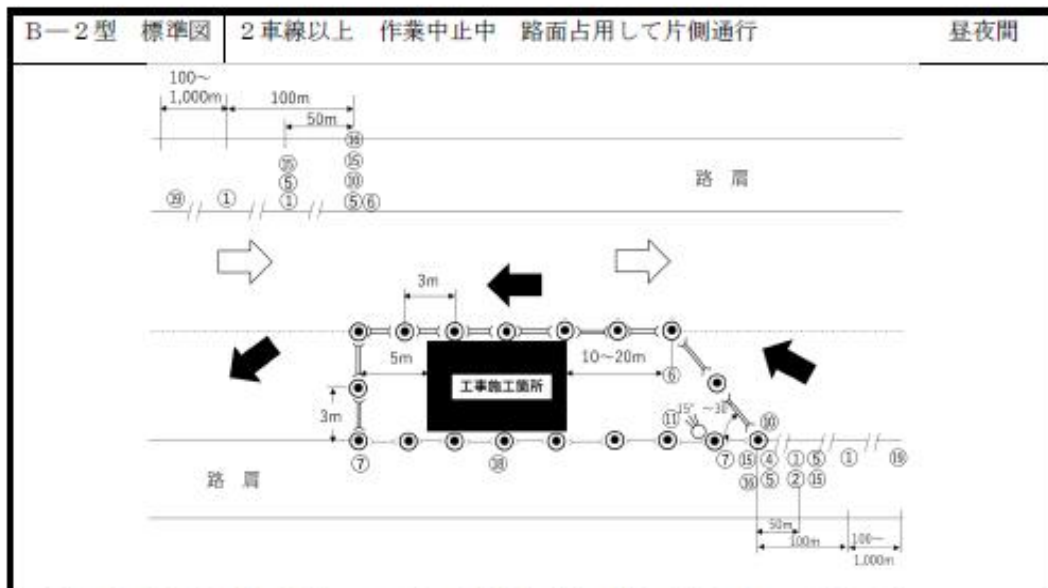 B―2型 標準図 2車線以上 作業中止中 路面占用して片側通行 昼夜間
100～
1,000m
100m
50m
⑯
⑮ ⑮
⑤ ⑩
⑲ ① ① ⑤⑥
路 肩
3m
5m
10～20m
工事施工箇所
⑥
3m
⑪ 15° ～30° ⑩
⑦ ⑱ ⑦ ⑮ ④ ① ⑤ ① ⑲
⑯ ⑤ ② ⑮
路 肩
50m
100m
100～
1,000m